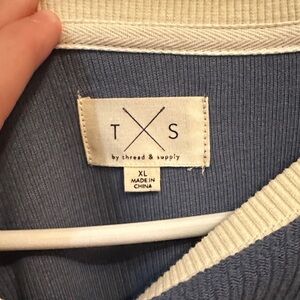 T S
by thread & supply
XL
MADE IN
CHINA